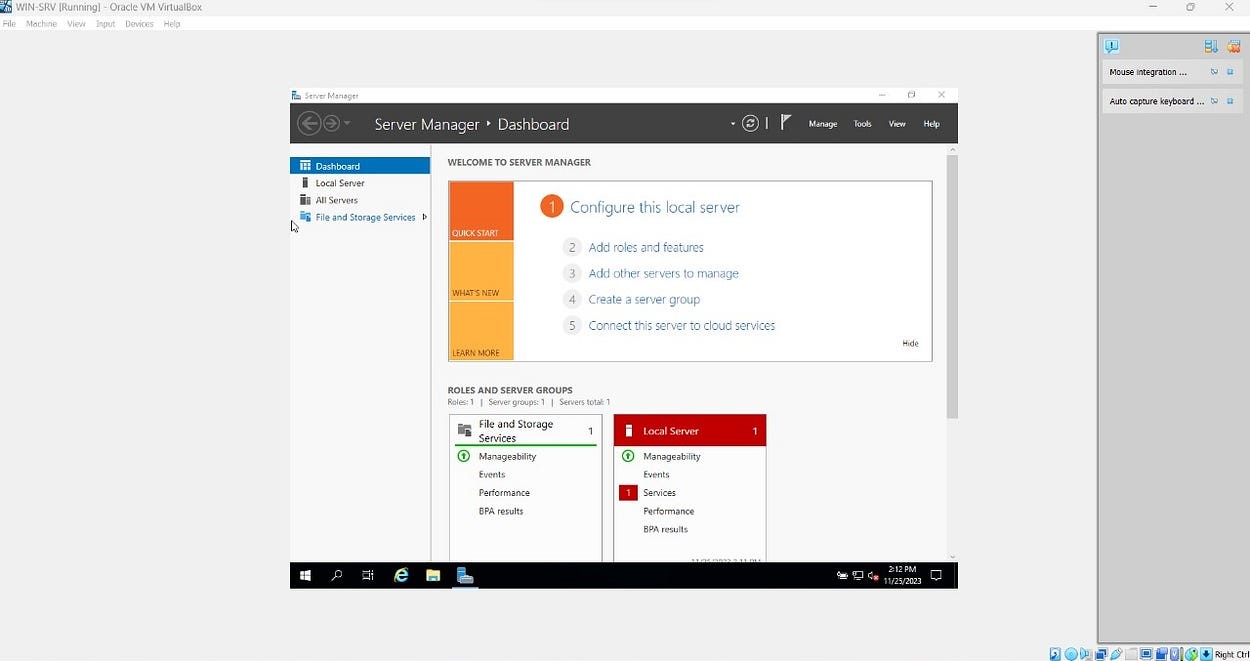 WIN-SRV [Running] - Oracle VM VirtualBox
File Machine View Input Devices Help
Mouse integration ...
Auto capture keyboard ...
Server Manager
Server Manager ‣ Dashboard
Manage Tools View Help
Dashboard
Local Server
All Servers
File and Storage Services
WELCOME TO SERVER MANAGER
QUICK START
WHAT'S NEW
LEARN MORE
1 Configure this local server
2 Add roles and features
3 Add other servers to manage
4 Create a server group
5 Connect this server to cloud services
Hide
ROLES AND SERVER GROUPS
Roles: 1 | Server groups: 1 | Servers total: 1
File and Storage
Services 1
Manageability
Events
Performance
BPA results
Local Server 1
Manageability
Events
1 Services
Performance
BPA results
2:12 PM
11/25/2023
Right Ctrl